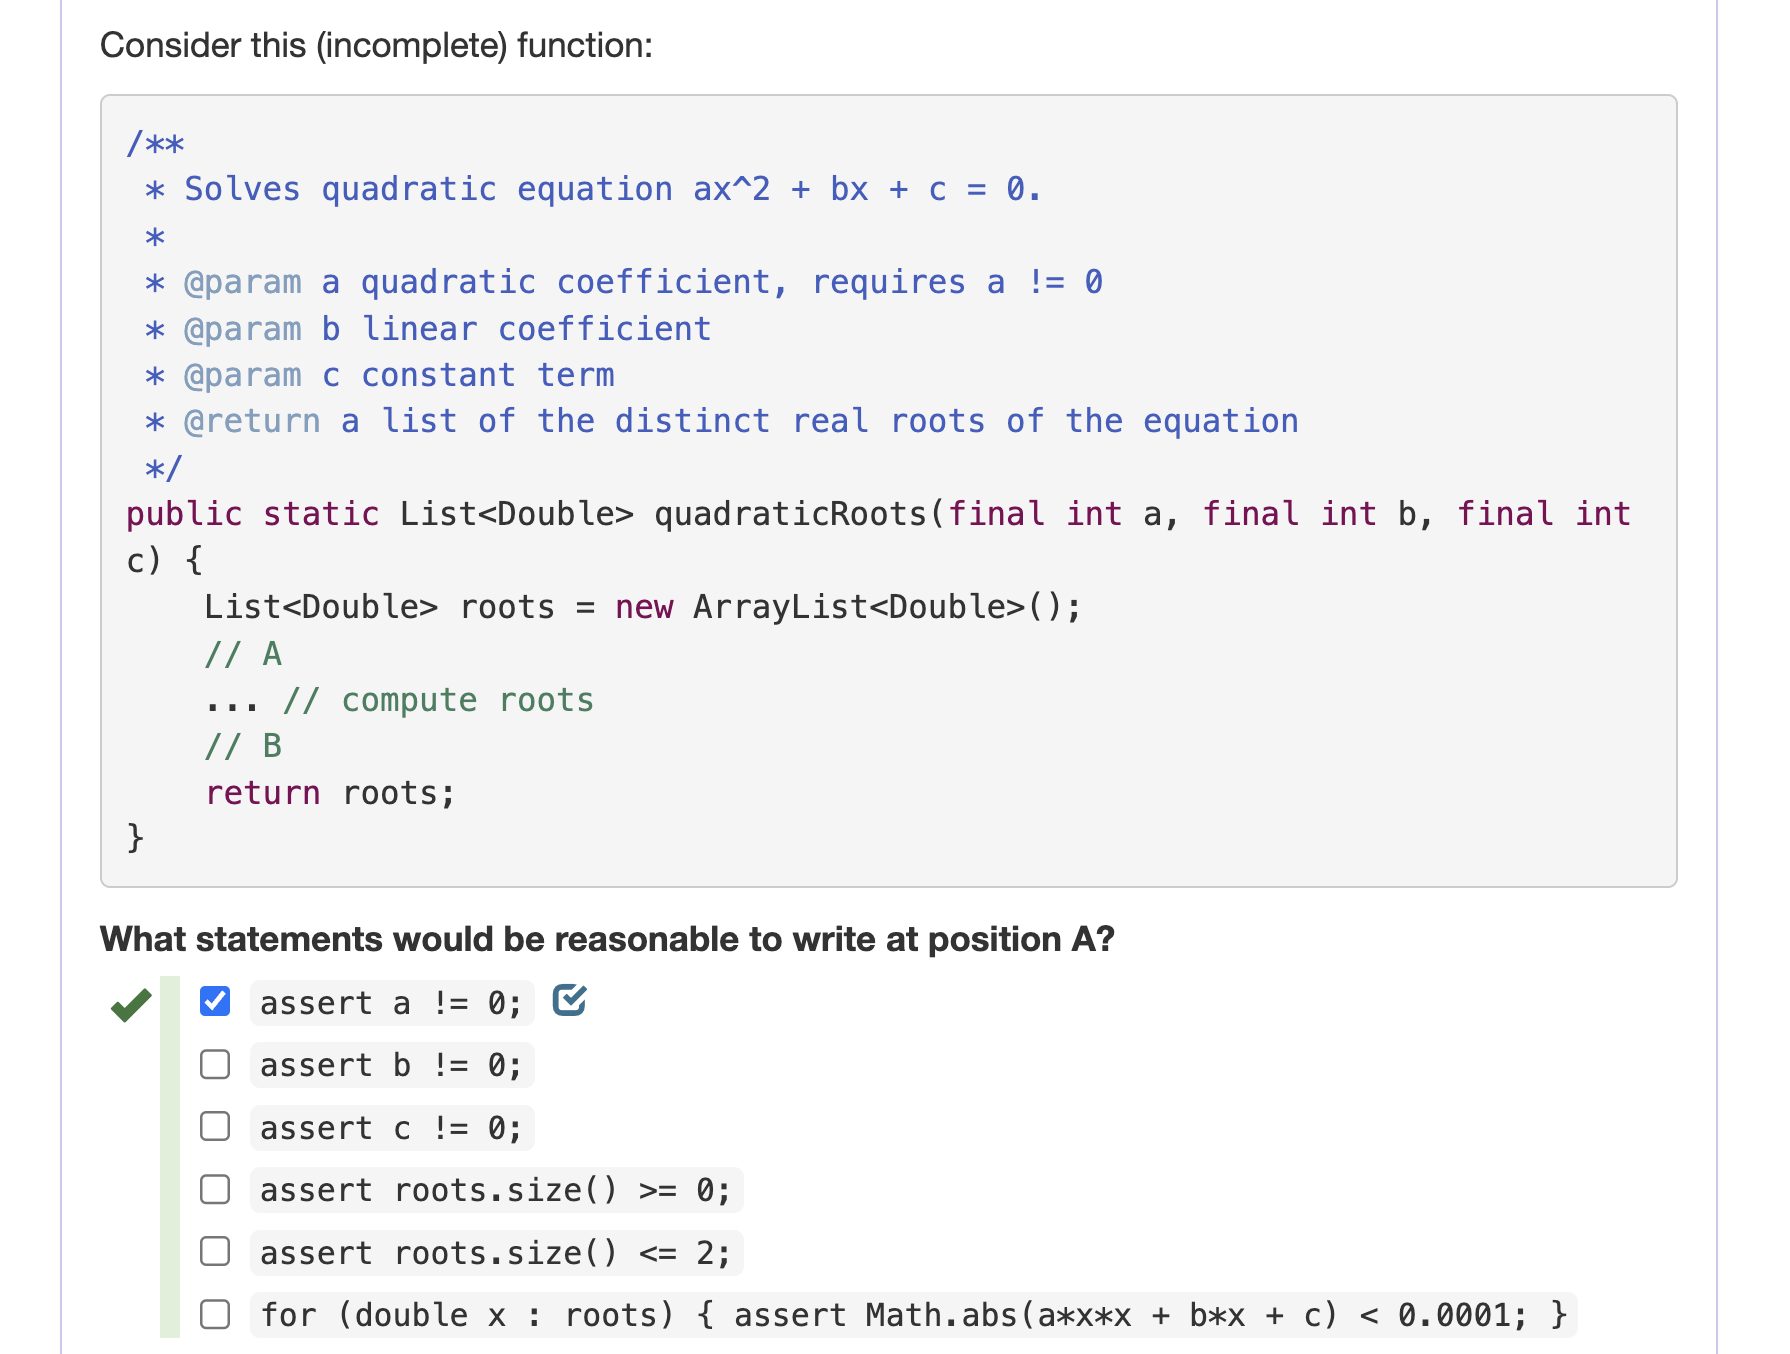 Consider this (incomplete) function:
/**
 * Solves quadratic equation ax^2 + bx + c = 0.
 *
 * @param a quadratic coefficient, requires a != 0
 * @param b linear coefficient
 * @param c constant term
 * @return a list of the distinct real roots of the equation
 */
public static List<Double> quadraticRoots(final int a, final int b, final int
c) {
    List<Double> roots = new ArrayList<Double>();
    // A
    ... // compute roots
    // B
    return roots;
}
What statements would be reasonable to write at position A?
assert a != 0;
assert b != 0;
assert c != 0;
assert roots.size() >= 0;
assert roots.size() <= 2;
for (double x : roots) { assert Math.abs(a*x*x + b*x + c) < 0.0001; }